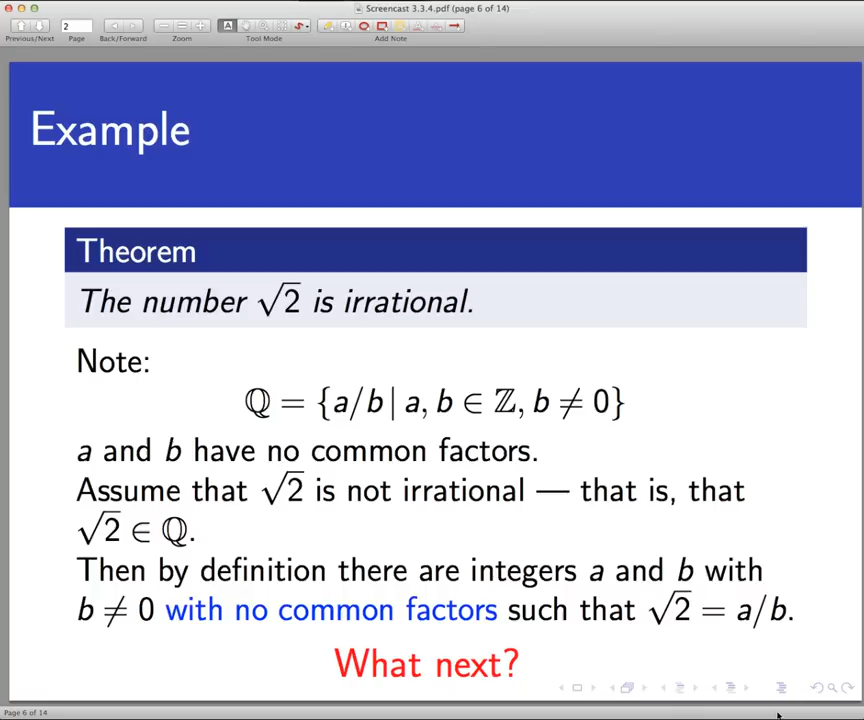 Screencast 3.3.4.pdf (page 6 of 14)
2
Previous/Next Page Back/Forward Zoom Tool Mode Add Note
Example
Theorem
The number √2 is irrational.
Note:
ℚ = {a/b | a, b ∈ ℤ, b ≠ 0}
a and b have no common factors.
Assume that √2 is not irrational — that is, that
√2 ∈ ℚ.
Then by definition there are integers a and b with
b ≠ 0 with no common factors such that √2 = a/b.
What next?
Page 6 of 14